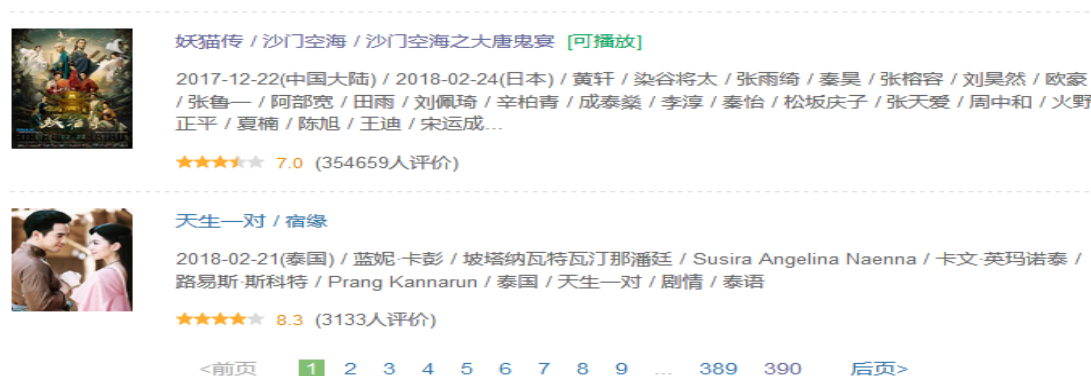 妖猫传 / 沙门空海 / 沙门空海之大唐鬼宴 [可播放]
2017-12-22(中国大陆) / 2018-02-24(日本) / 黄轩 / 染谷将太 / 张雨绮 / 秦昊 / 张榕容 / 刘昊然 / 欧豪
/ 张鲁一 / 阿部宽 / 田雨 / 刘佩琦 / 辛柏青 / 成泰燊 / 李淳 / 秦怡 / 松坂庆子 / 张天爱 / 周中和 / 火野
正平 / 夏楠 / 陈旭 / 王迪 / 宋运成...
7.0 (354659人评价)
天生一对 / 宿缘
2018-02-21(泰国) / 蓝妮·卡彭 / 坡塔纳瓦特瓦汀那潘廷 / Susira Angelina Naenna / 卡文·英玛诺泰 /
路易斯·斯科特 / Prang Kannarun / 泰国 / 天生一对 / 剧情 / 泰语
8.3 (3133人评价)
<前页 1 2 3 4 5 6 7 8 9 ... 389 390 后页>